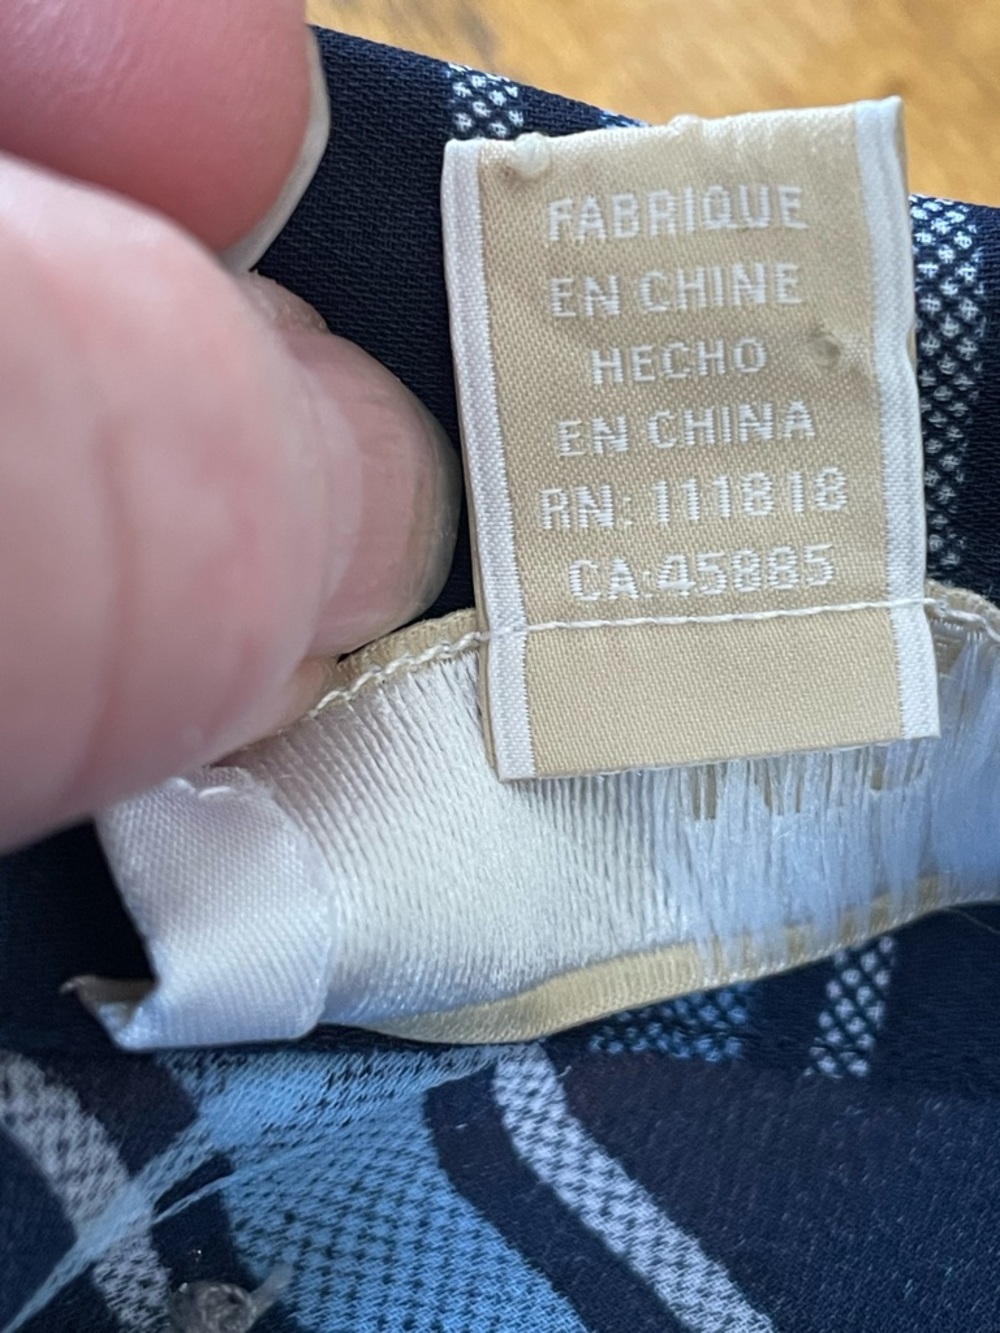 FABRIQUE
EN CHINE
HECHO
EN CHINA
RN: 111818
CA:45885